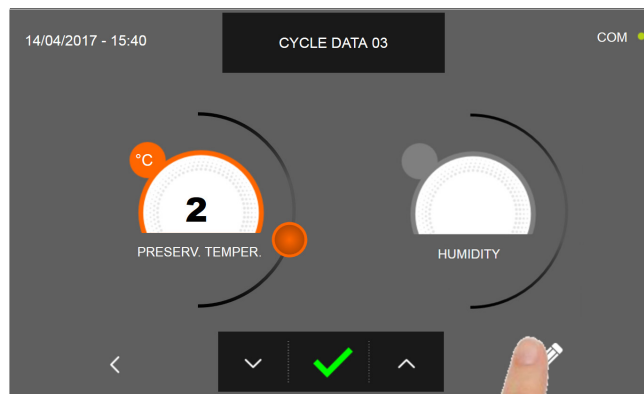 14/04/2017 - 15:40
CYCLE DATA 03
COM
°C
2
PRESERV. TEMPER.
HUMIDITY